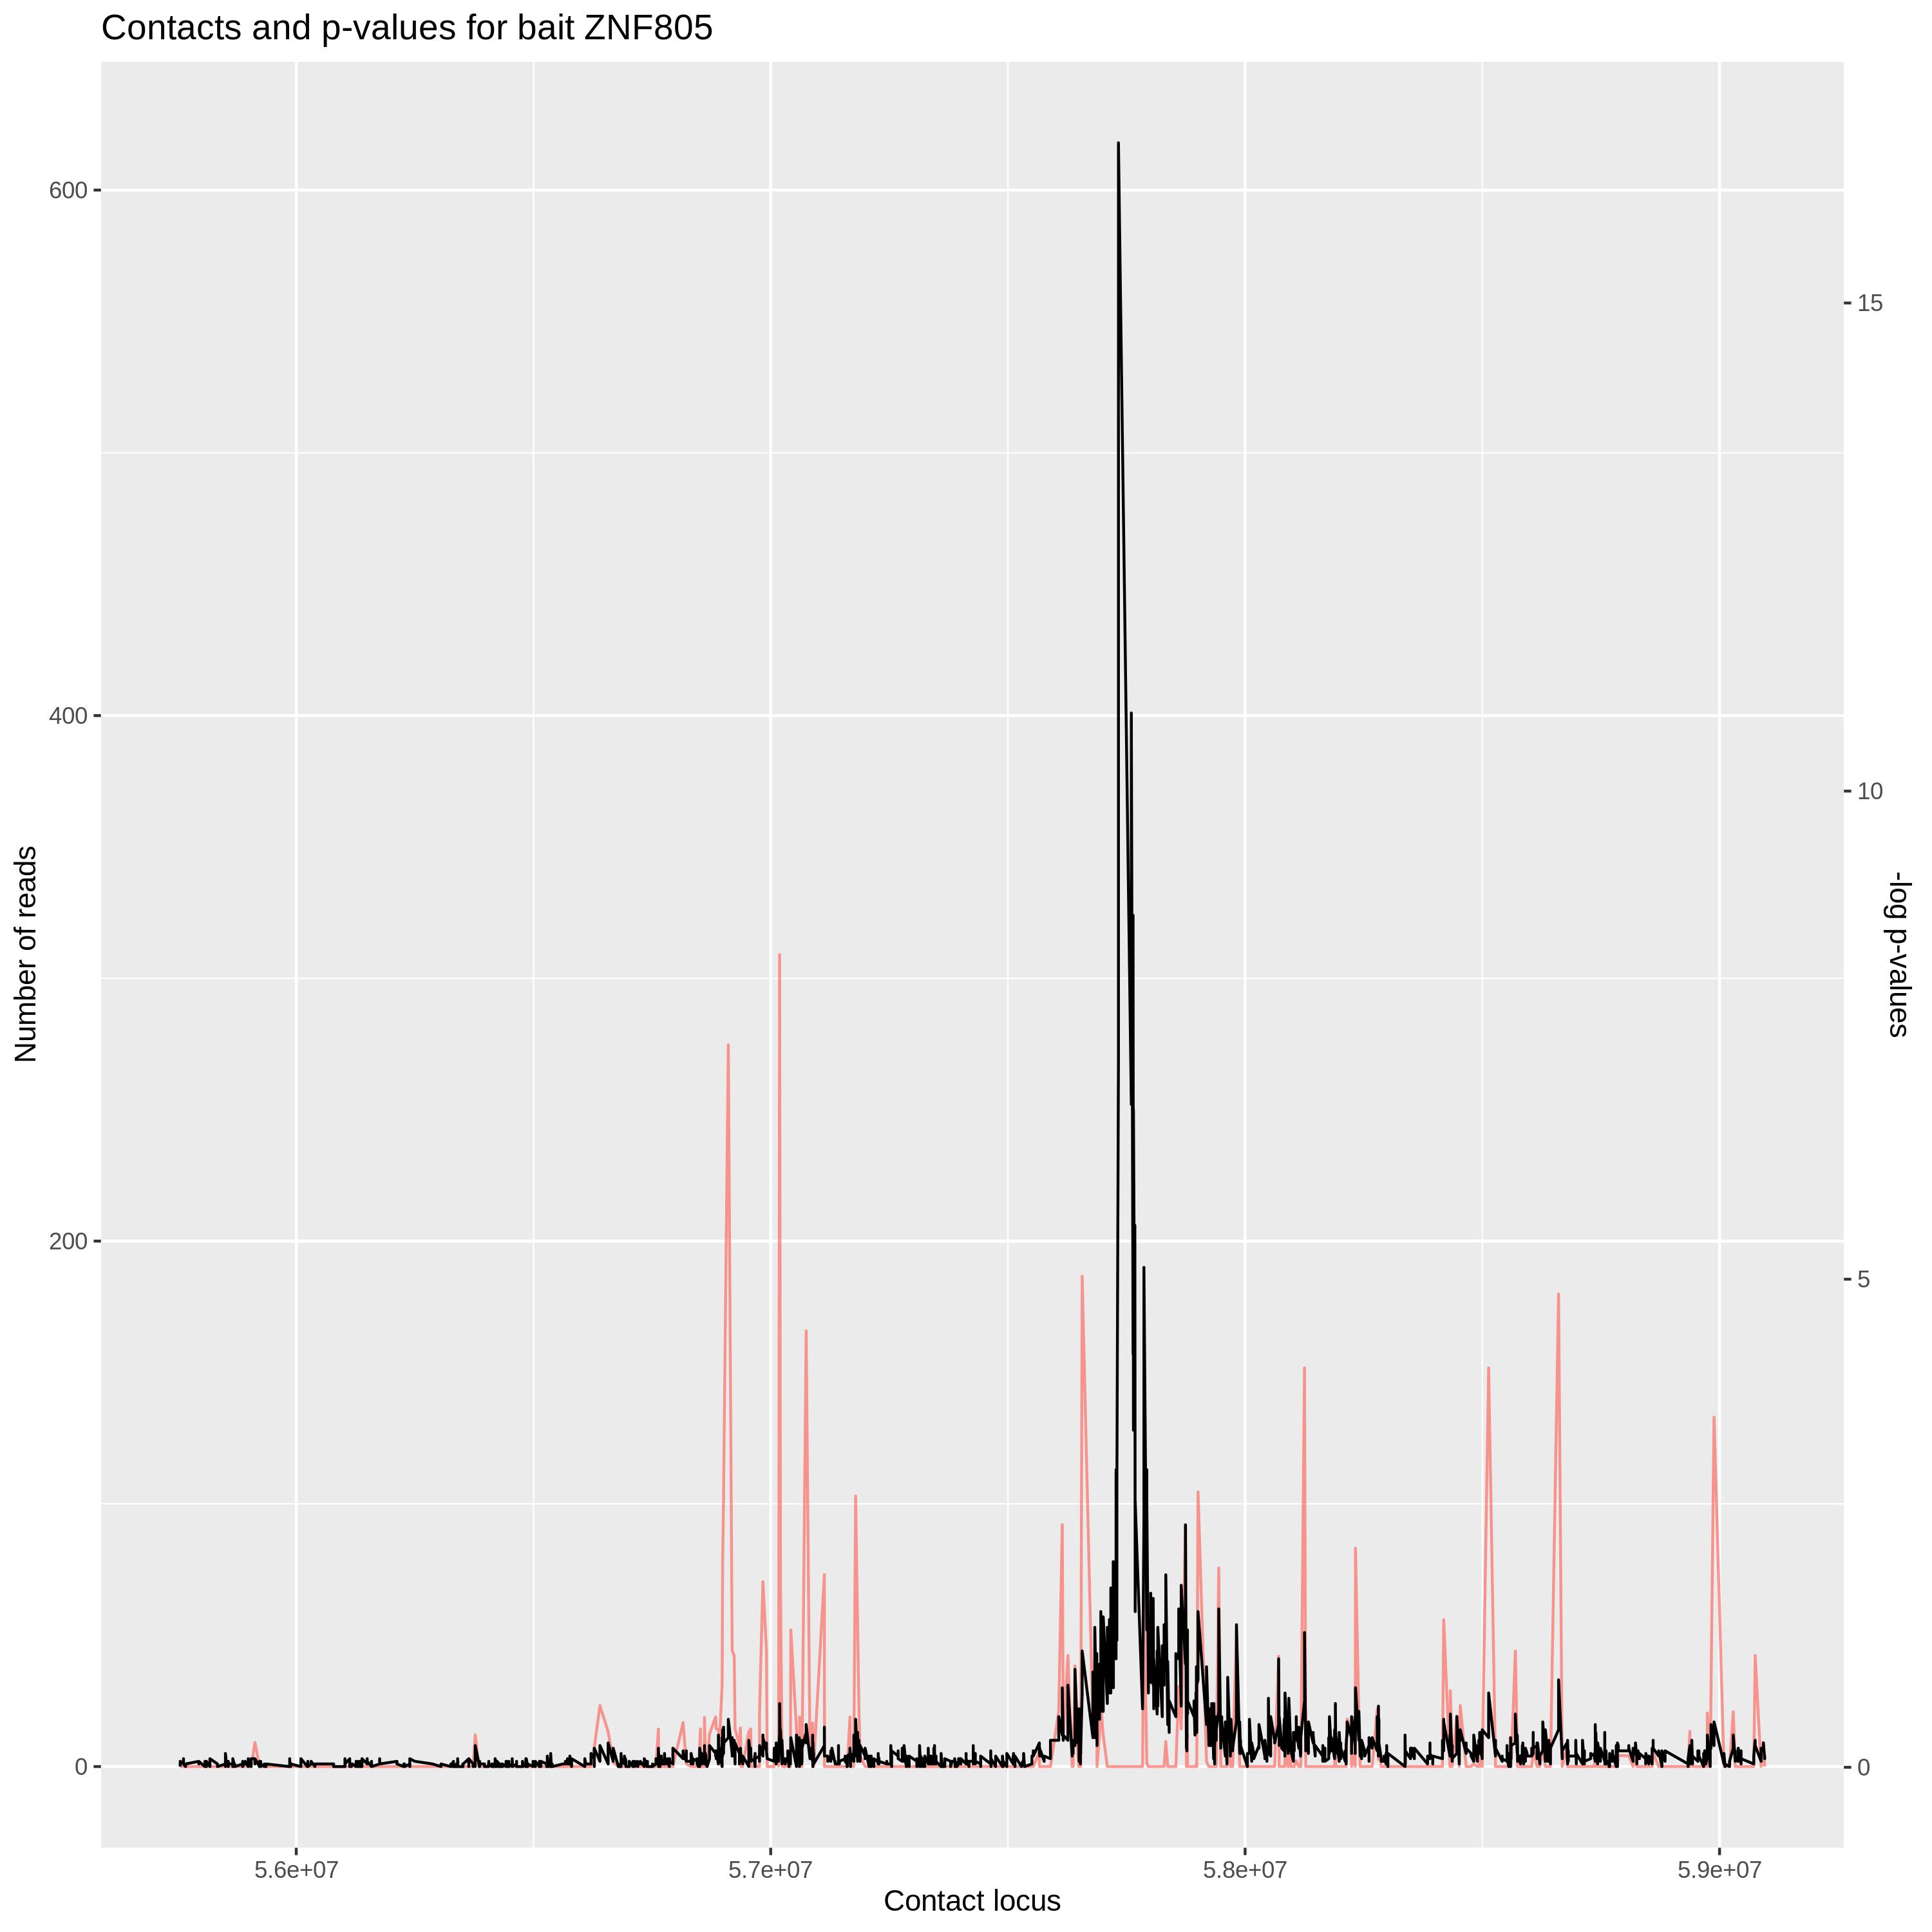 Contacts and p-values for bait ZNF805
600
400
200
0
Number of reads
15
10
5
0
-log p-values
5.6e+07
5.7e+07
5.8e+07
5.9e+07
Contact locus